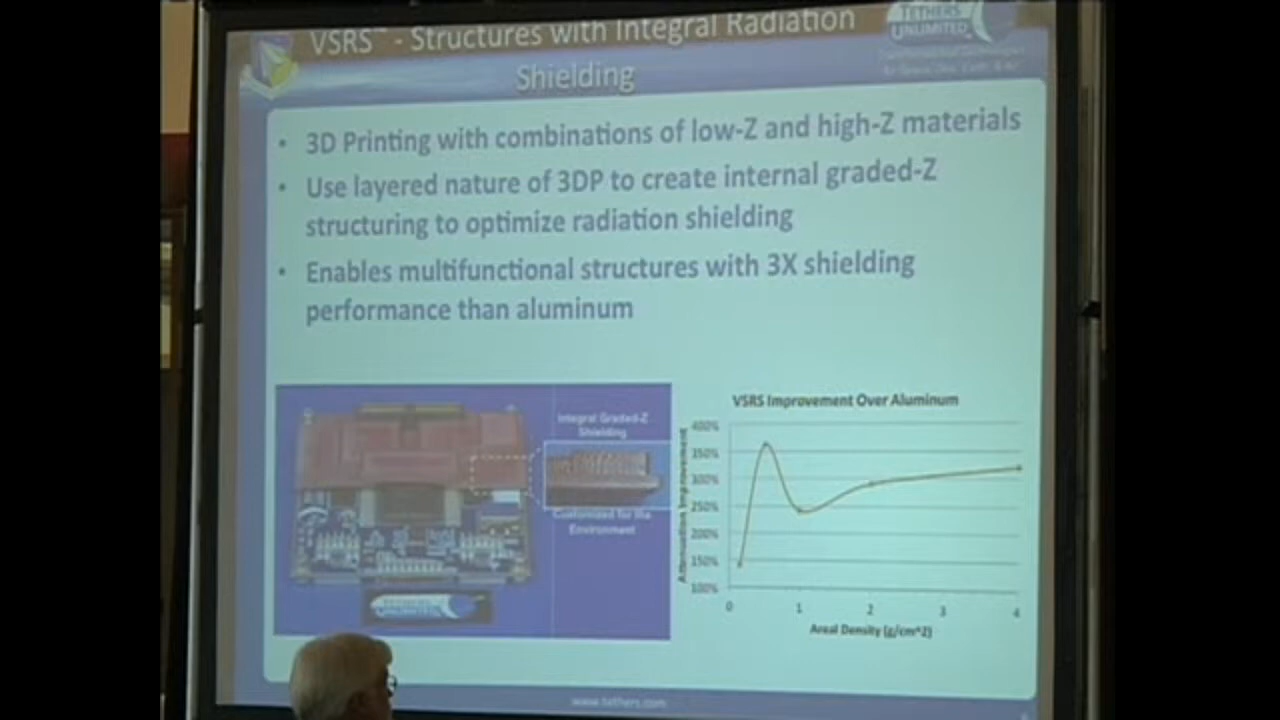 VSRS™ - Structures with Integral Radiation
Shielding
TETHERS
UNLIMITED
• 3D Printing with combinations of low-Z and high-Z materials
• Use layered nature of 3DP to create internal graded-Z
structuring to optimize radiation shielding
• Enables multifunctional structures with 3X shielding
performance than aluminum
Integral Graded-Z
Shielding
Customized for the
Environment
TETHERS
UNLIMITED
VSRS Improvement Over Aluminum
Attenuation Improvement
400%
350%
300%
250%
200%
150%
100%
0 1 2 3 4
Areal Density (g/cm^2)
www.tethers.com